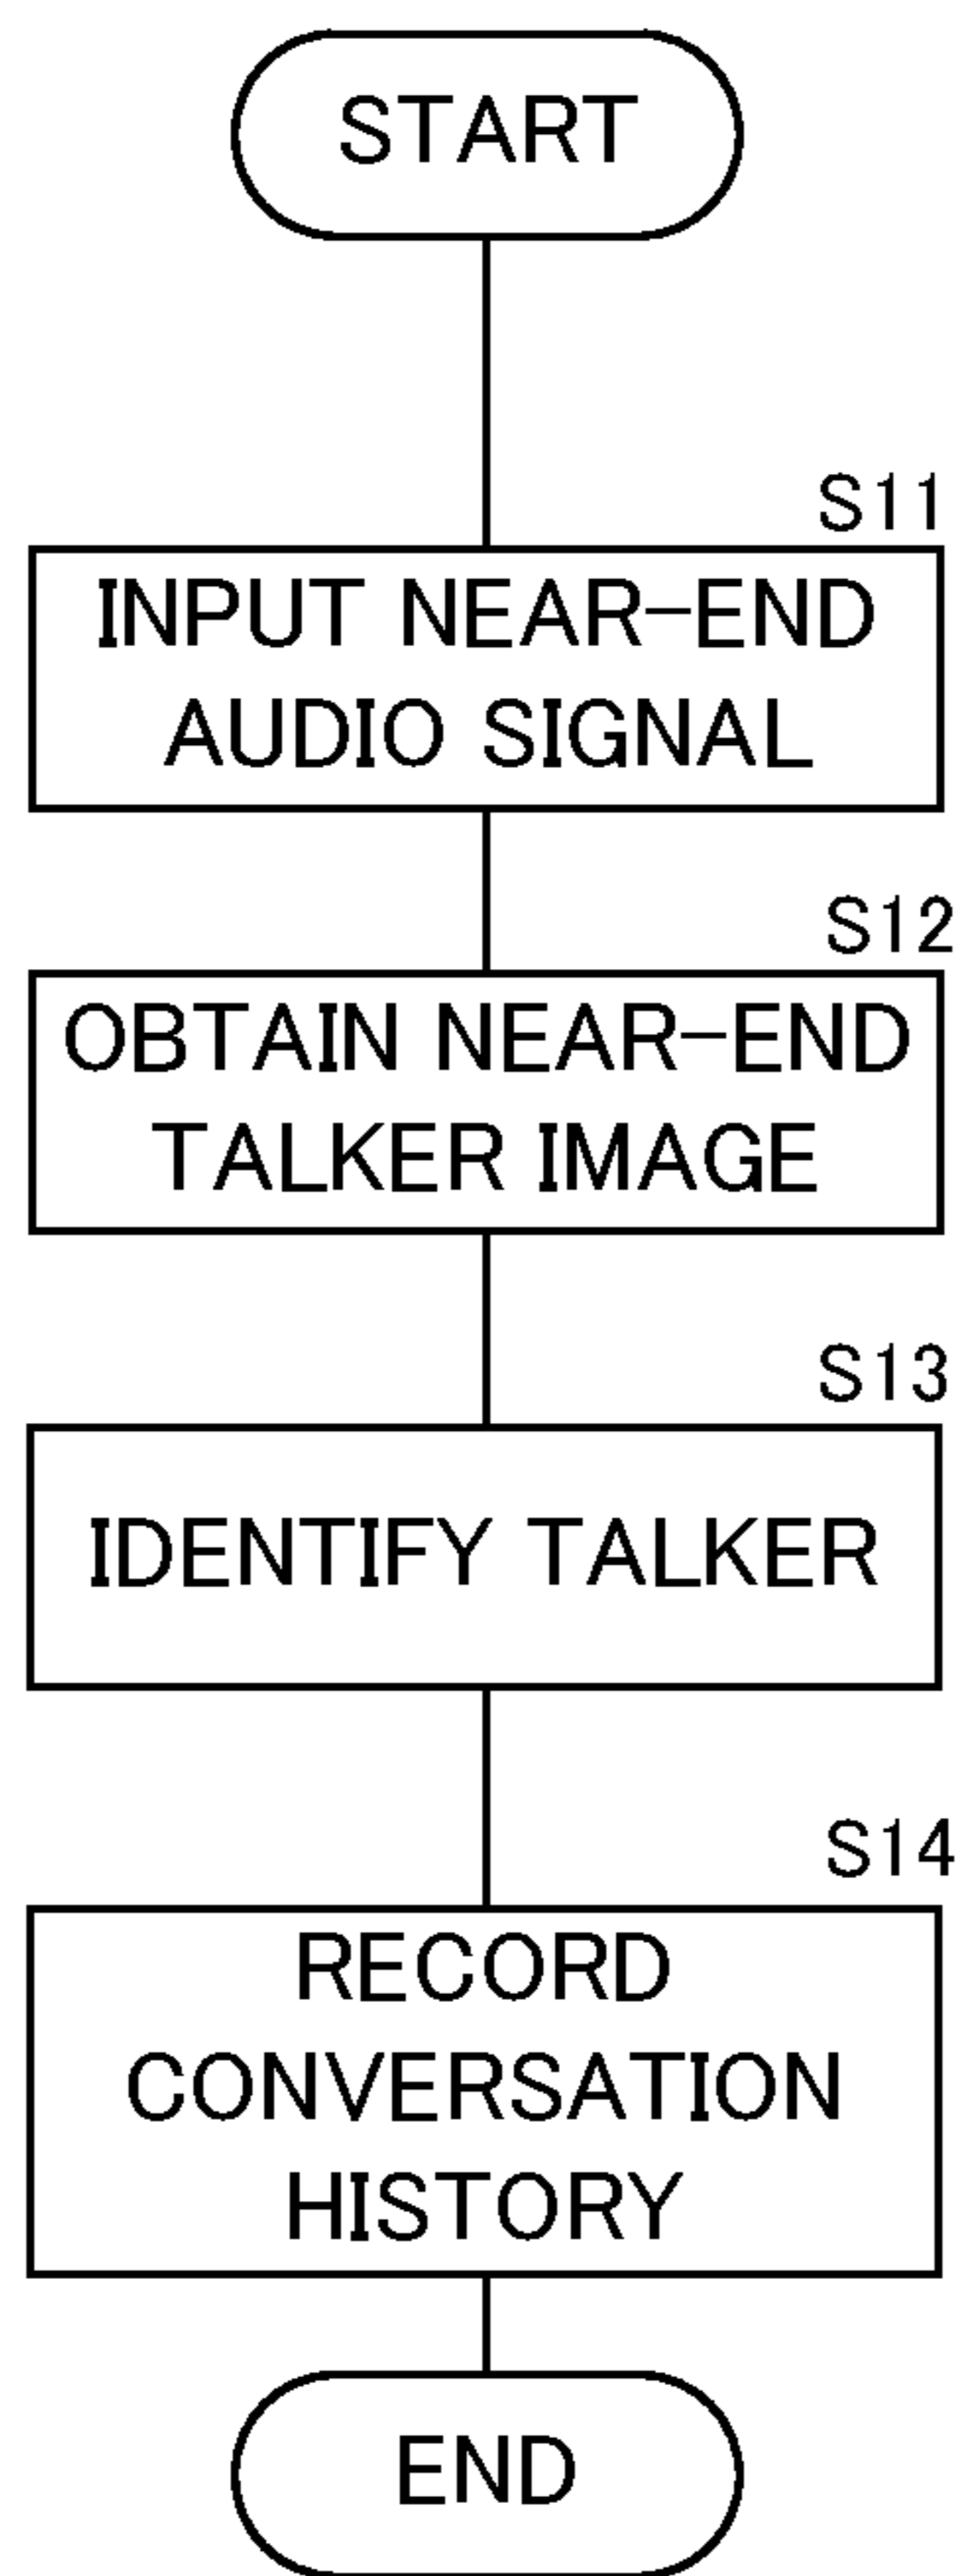 START
S11
INPUT NEAR-END
AUDIO SIGNAL
S12
OBTAIN NEAR-END
TALKER IMAGE
S13
IDENTIFY TALKER
S14
RECORD
CONVERSATION
HISTORY
END